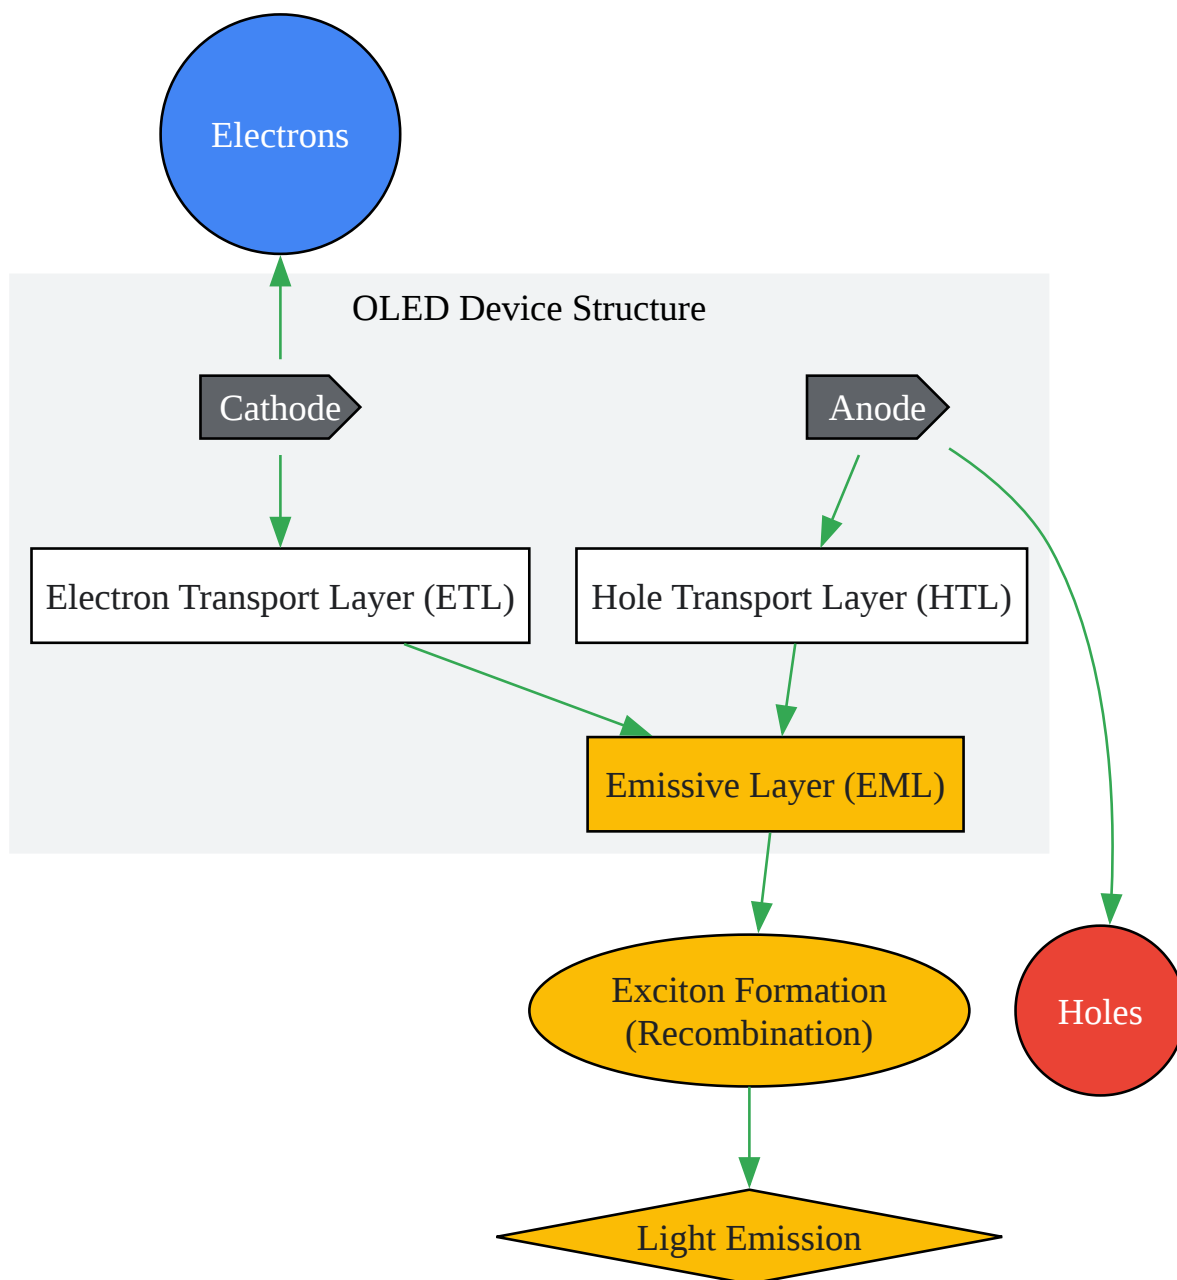 Electrons
OLED Device Structure
Cathode
Anode
Electron Transport Layer (ETL)
Hole Transport Layer (HTL)
Emissive Layer (EML)
Exciton Formation
(Recombination)
Holes
Light Emission